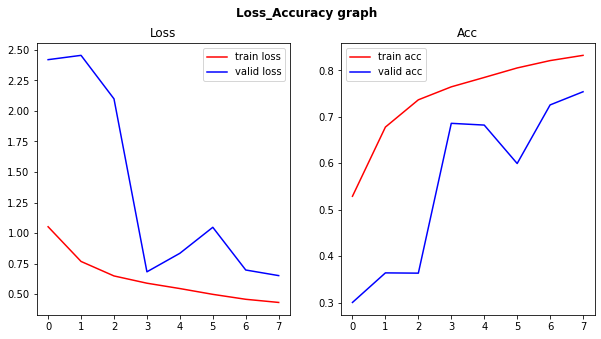 Loss_Accuracy graph
Loss
Acc
train loss
valid loss
train acc
valid acc
2.50
2.25
2.00
1.75
1.50
1.25
1.00
0.75
0.50
0 1 2 3 4 5 6 7
0.8
0.7
0.6
0.5
0.4
0.3
0 1 2 3 4 5 6 7